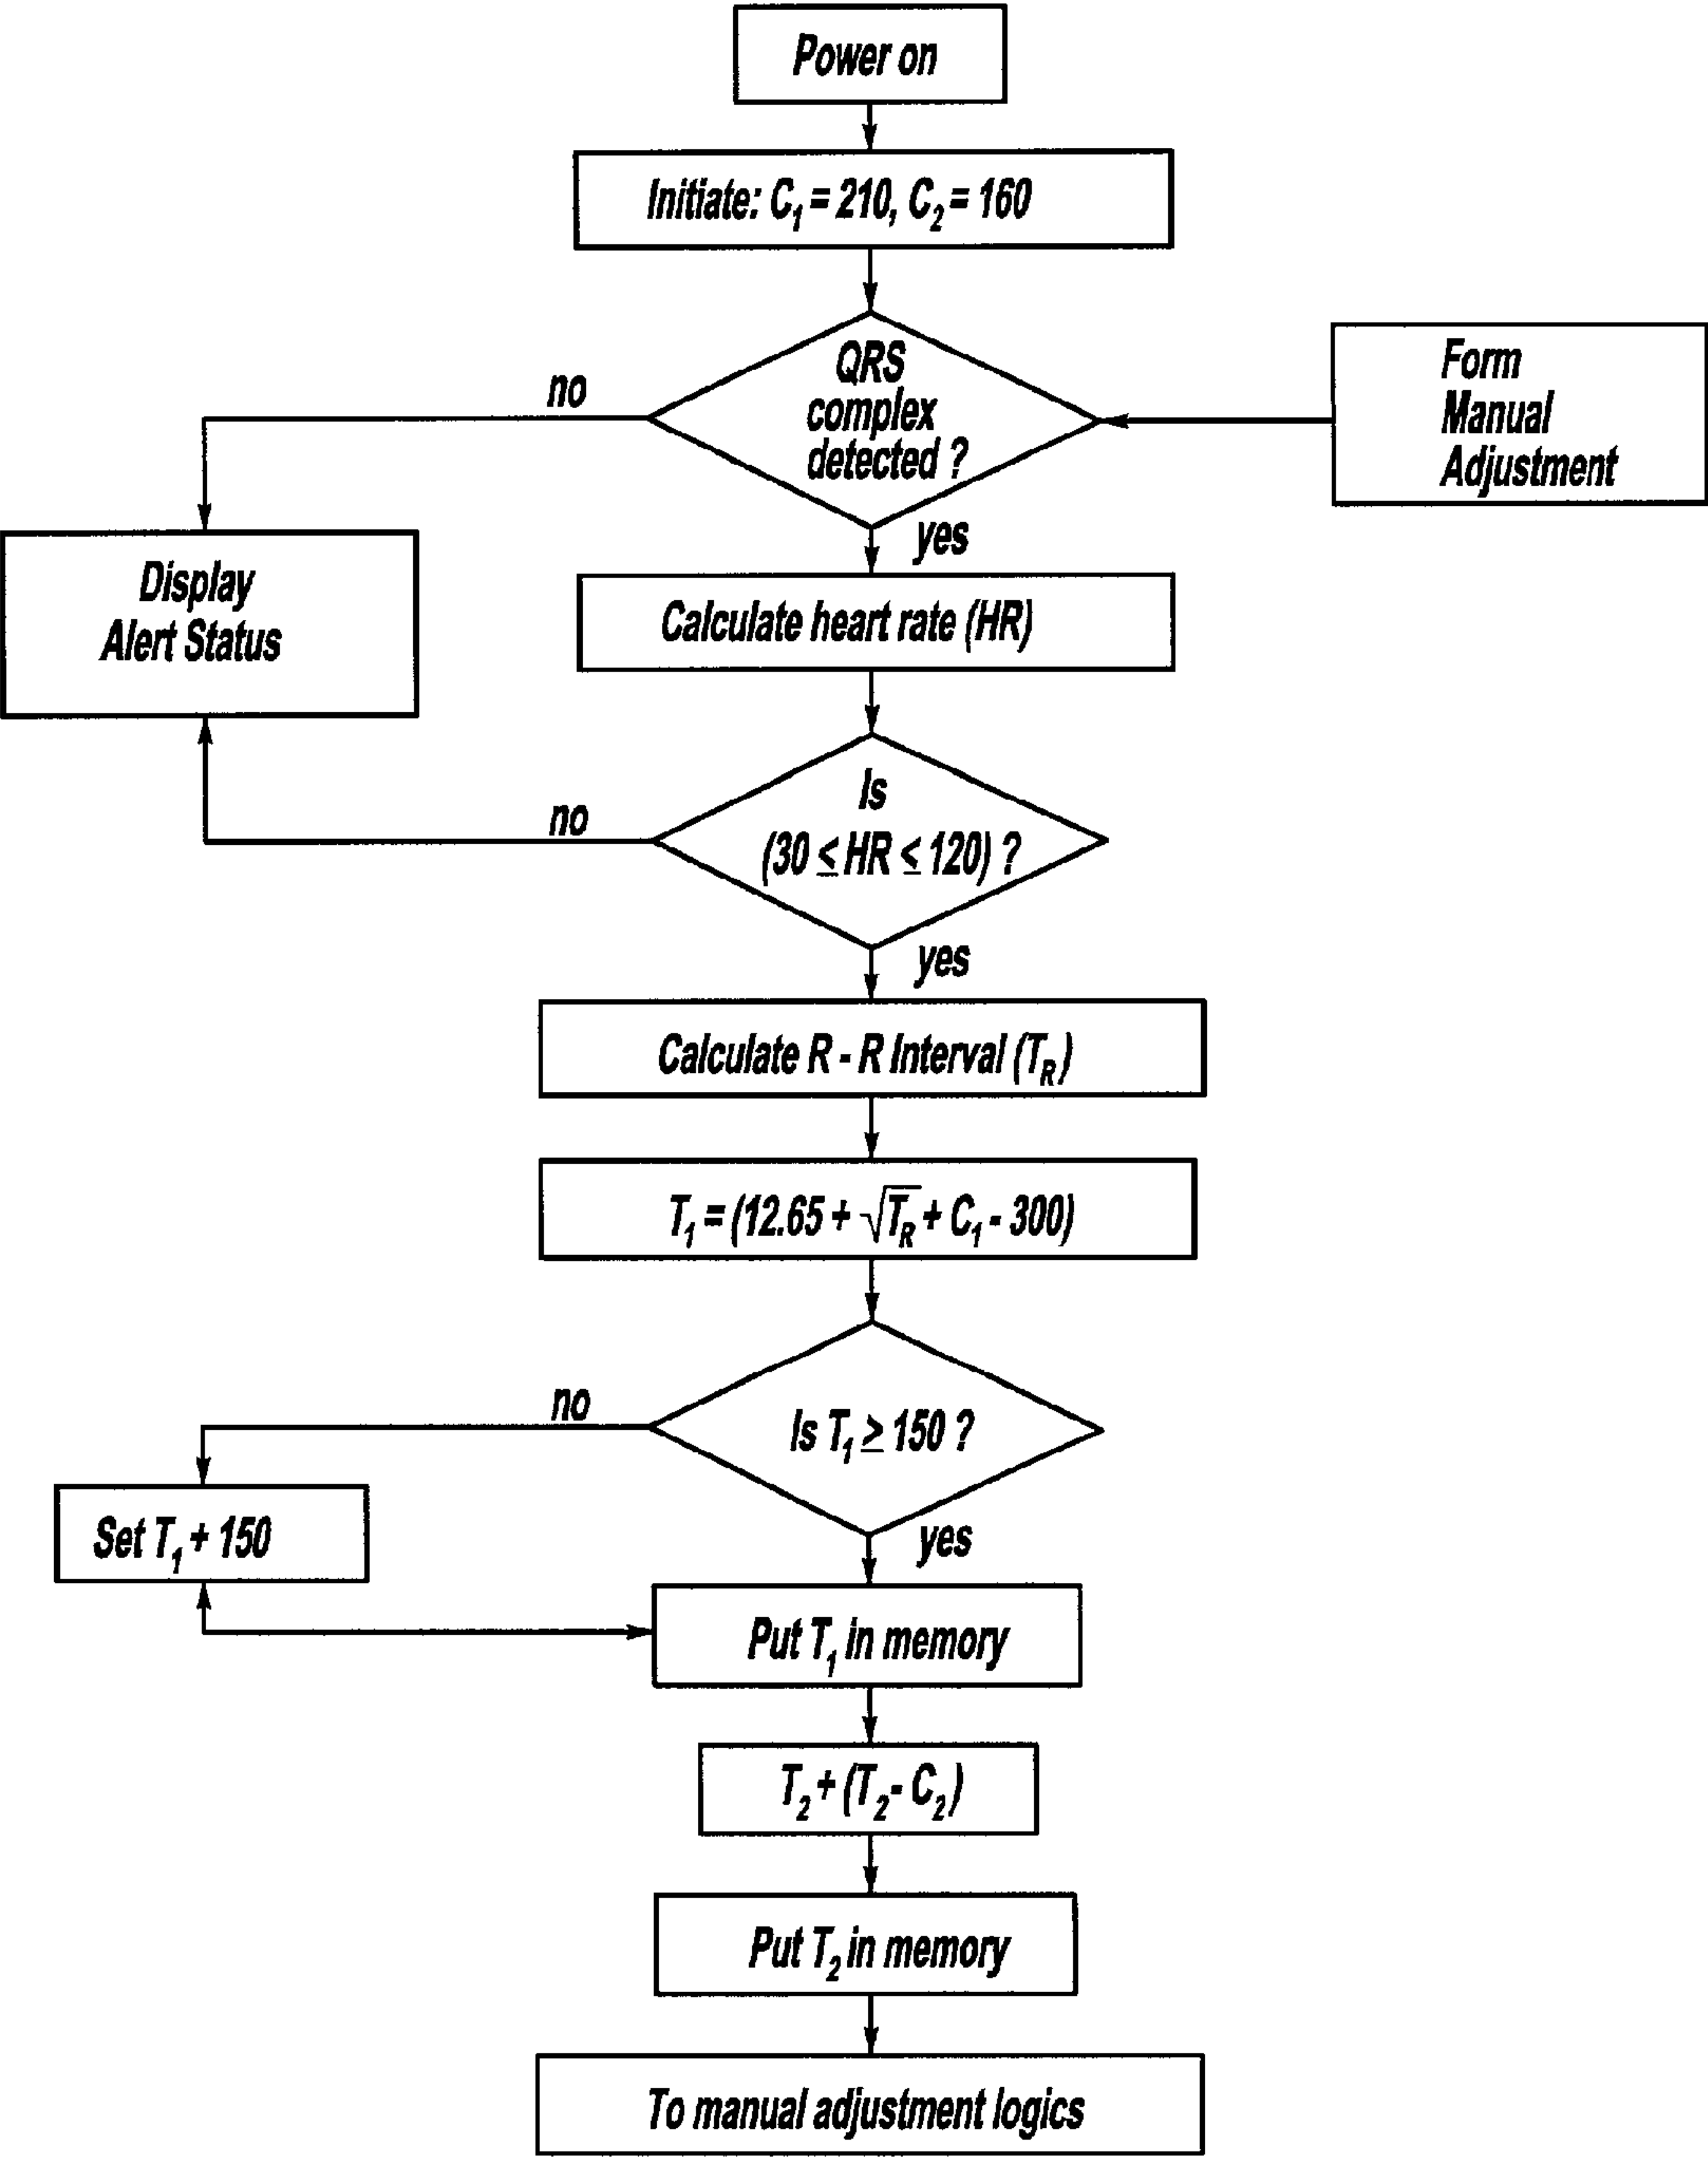 Power on
Initiate: C₁ = 210, C₂ = 160
QRS
complex
detected ?
no
Form
Manual
Adjustment
yes
Display
Alert Status
Calculate heart rate (HR)
Is
(30 ≤ HR ≤ 120) ?
no
yes
Calculate R - R Interval (T_R)
T₁ = (12.65 + √T_R + C₁ - 300)
no
Is T₁ ≥ 150 ?
Set T₁ + 150
yes
Put T₁ in memory
T₂ + (T₂ - C₂)
Put T₂ in memory
To manual adjustment logics